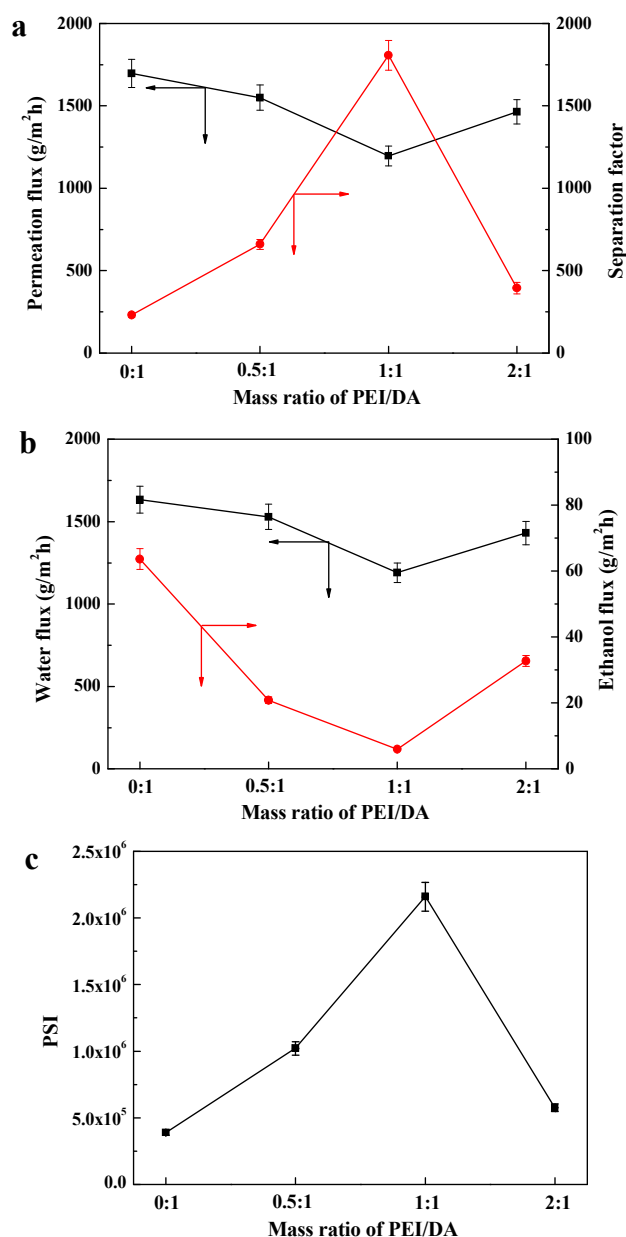 a
2000
1500
1000
500
0
Permeation flux (g/m²h)
2000
1500
1000
500
0
Separation factor
0:1 0.5:1 1:1 2:1
Mass ratio of PEI/DA
b
2000
1500
1000
500
0
Water flux (g/m²h)
100
80
60
40
20
0
Ethanol flux (g/m²h)
0:1 0.5:1 1:1 2:1
Mass ratio of PEI/DA
c
2.5x10⁶
2.0x10⁶
1.5x10⁶
1.0x10⁶
5.0x10⁵
0.0
PSI
0:1 0.5:1 1:1 2:1
Mass ratio of PEI/DA